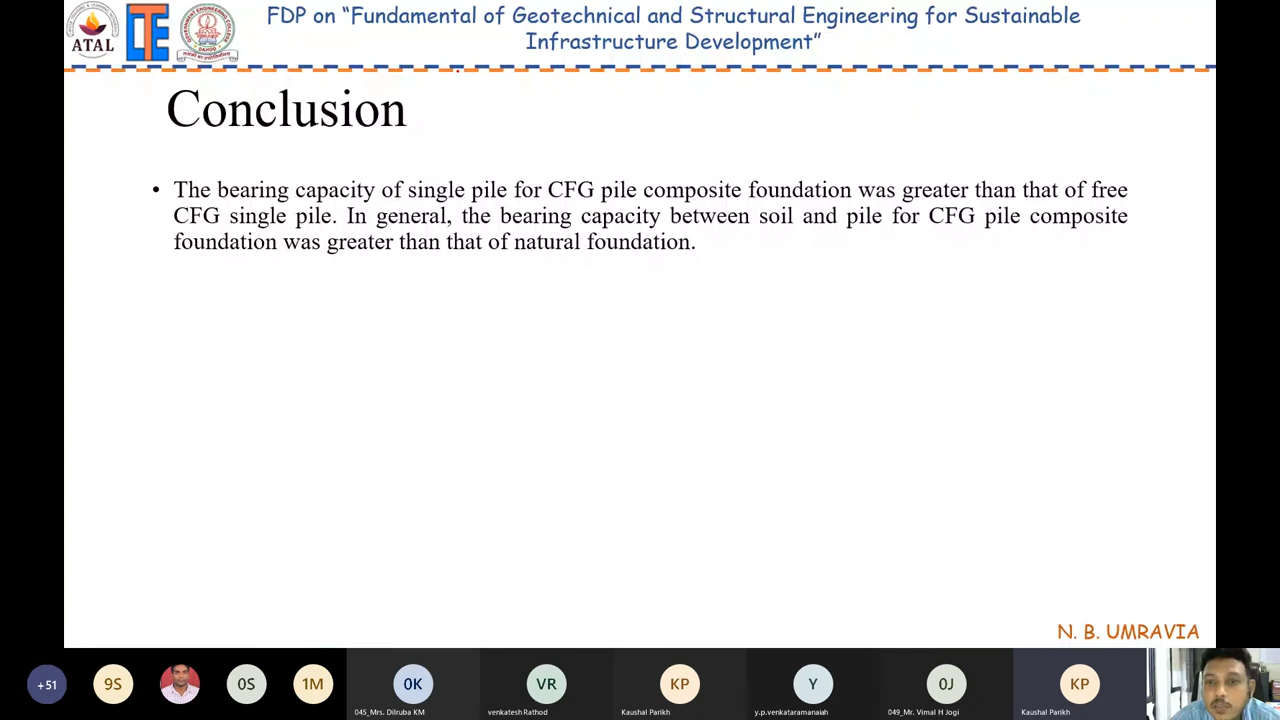 FDP on “Fundamental of Geotechnical and Structural Engineering for Sustainable
Infrastructure Development”
ATAL
Conclusion
• The bearing capacity of single pile for CFG pile composite foundation was greater than that of free
CFG single pile. In general, the bearing capacity between soil and pile for CFG pile composite
foundation was greater than that of natural foundation.
N. B. UMRAVIA
+51
9S
0S
1M
0K
VR
KP
Y
0J
KP
045_Mrs. Dilruba KM
venkatesh Rathod
Kaushal Parikh
y.p.venkataramanaiah
049_Mr. Vimal H Jogi
Kaushal Parikh